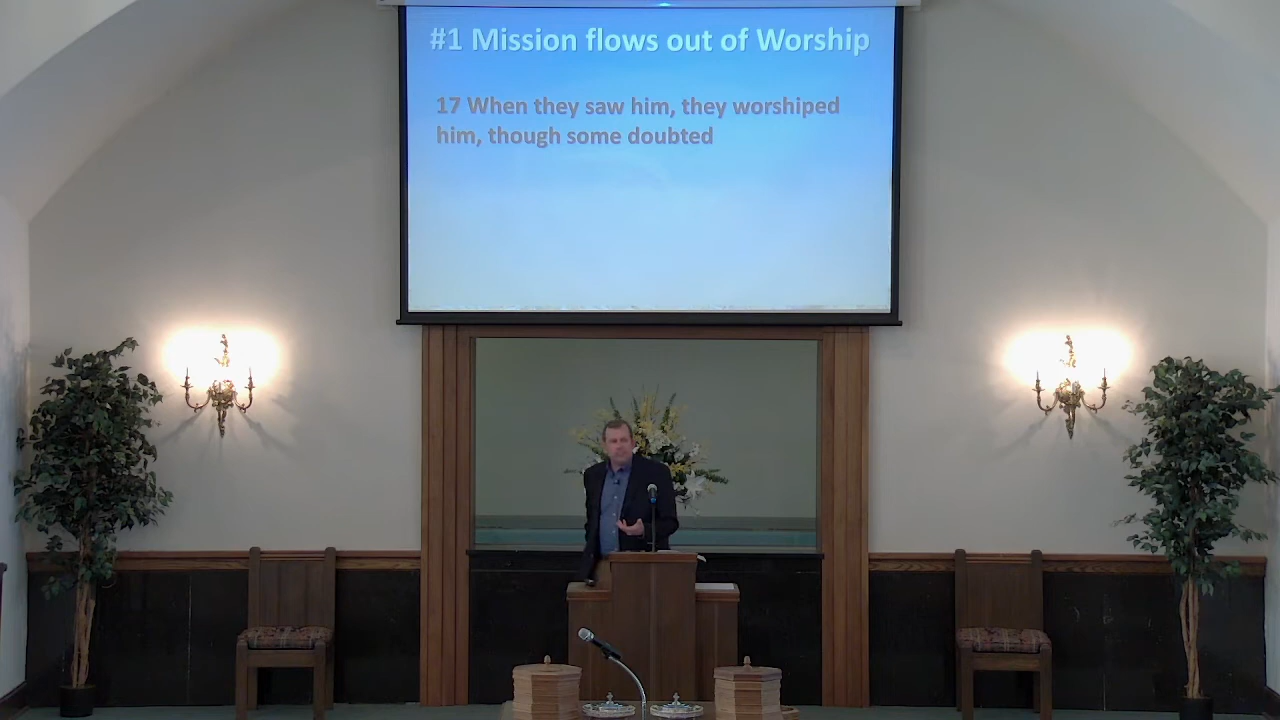 #1 Mission flows out of Worship
17 When they saw him, they worshiped
him, though some doubted